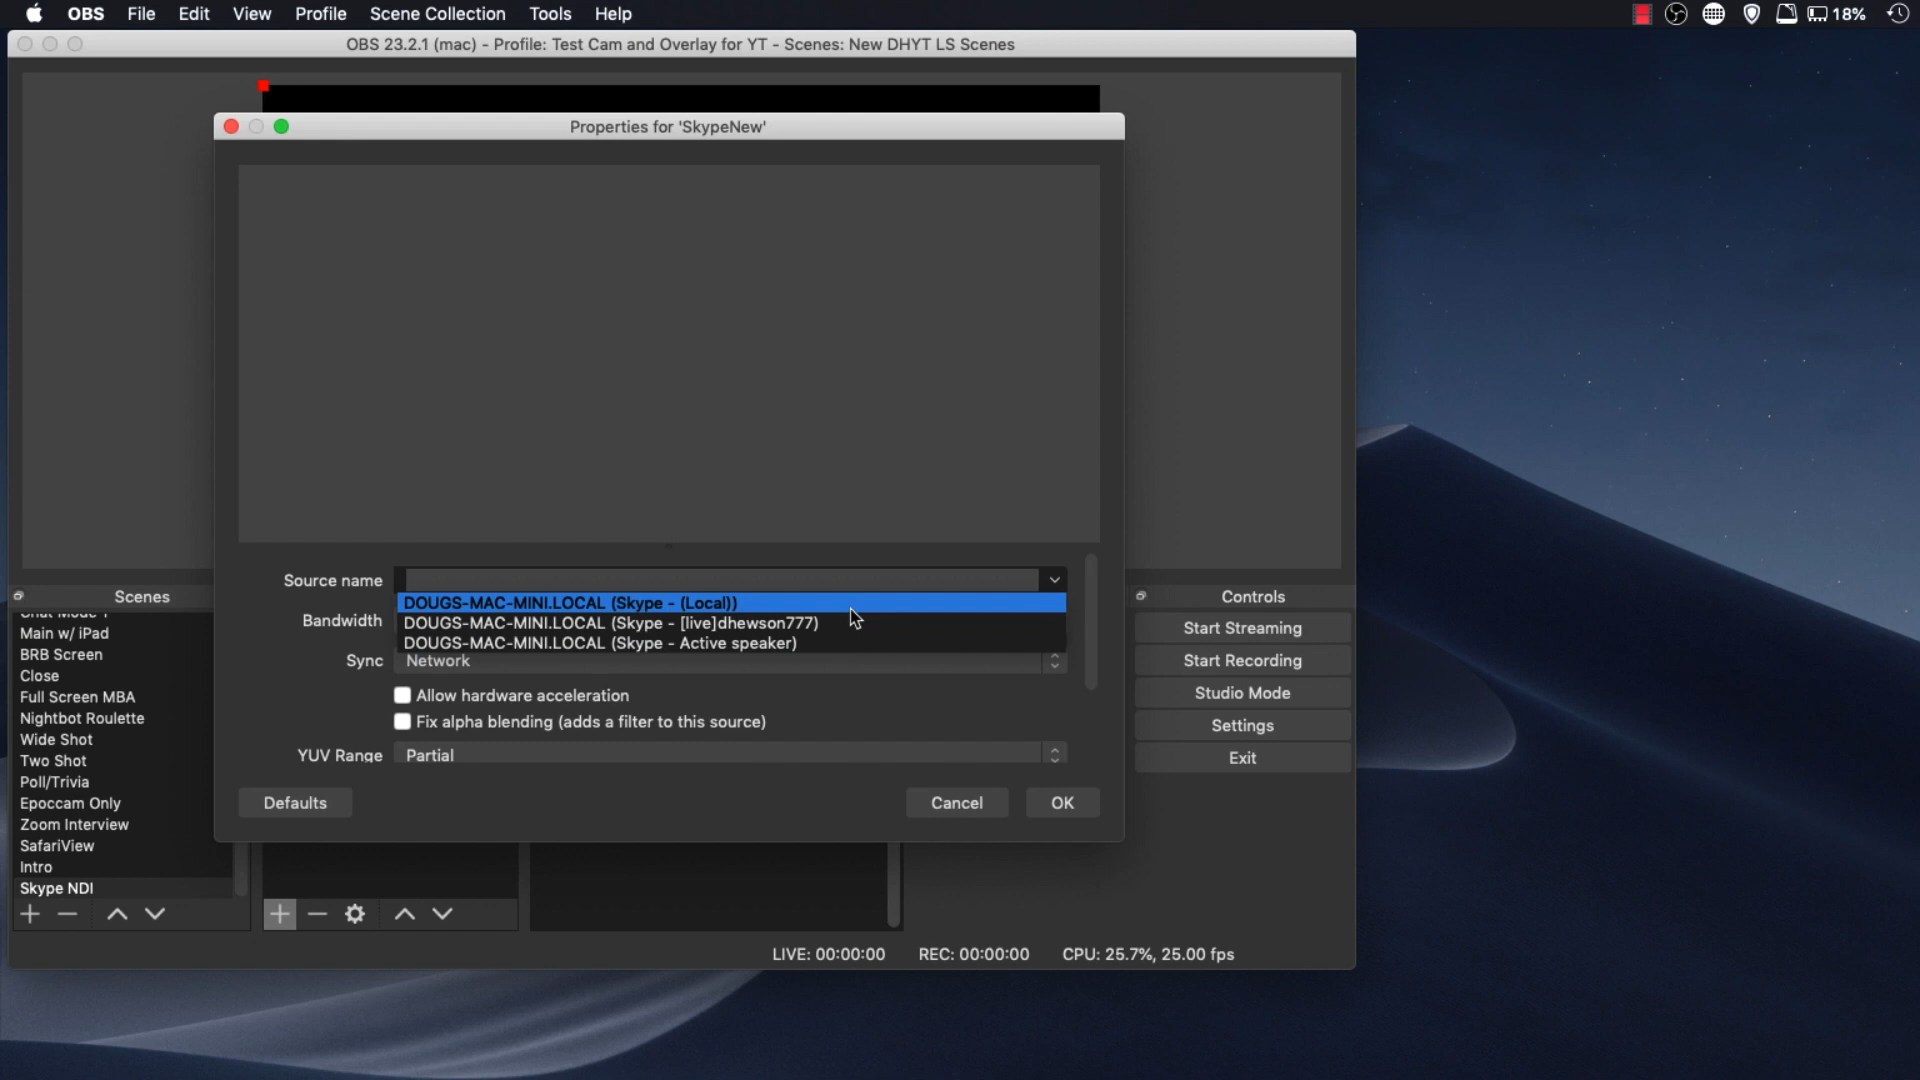 OBS File Edit View Profile Scene Collection Tools Help 18%
OBS 23.2.1 (mac) - Profile: Test Cam and Overlay for YT - Scenes: New DHYT LS Scenes
Properties for 'SkypeNew'
Source name
DOUGS-MAC-MINI.LOCAL (Skype - (Local))
DOUGS-MAC-MINI.LOCAL (Skype - [live]dhewson777)
DOUGS-MAC-MINI.LOCAL (Skype - Active speaker)
Bandwidth
Sync Network
Allow hardware acceleration
Fix alpha blending (adds a filter to this source)
YUV Range Partial
Defaults Cancel OK
Scenes
Chat Mode 1
Main w/ iPad
BRB Screen
Close
Full Screen MBA
Nightbot Roulette
Wide Shot
Two Shot
Poll/Trivia
Epoccam Only
Zoom Interview
SafariView
Intro
Skype NDI
Controls
Start Streaming
Start Recording
Studio Mode
Settings
Exit
LIVE: 00:00:00 REC: 00:00:00 CPU: 25.7%, 25.00 fps